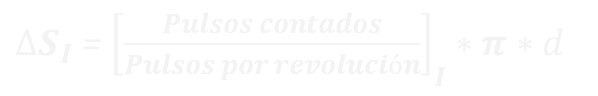 ΔS_I = [Pulsos contados / Pulsos por revolución]_I * π * d